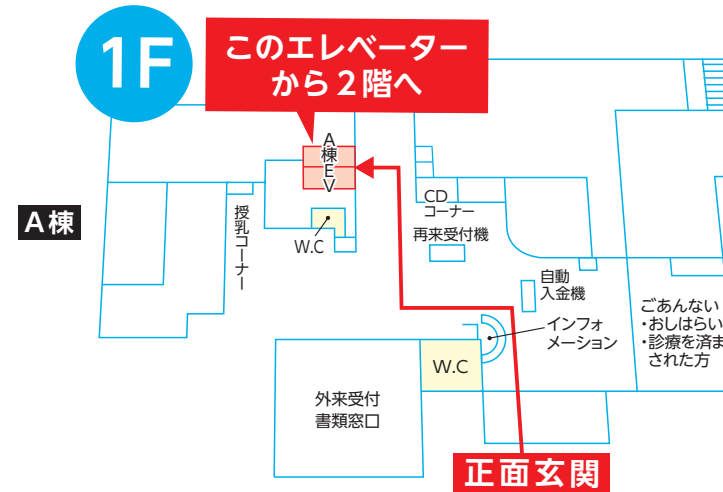 1F
このエレベーター
から2階へ
A棟EV
CD
コーナー
再来受付機
A棟
授乳コーナー
W.C
自動
入金機
ごあんない
・おしはらい
・診療を済ま
された方
インフォ
メーション
W.C
外来受付
書類窓口
正面玄関